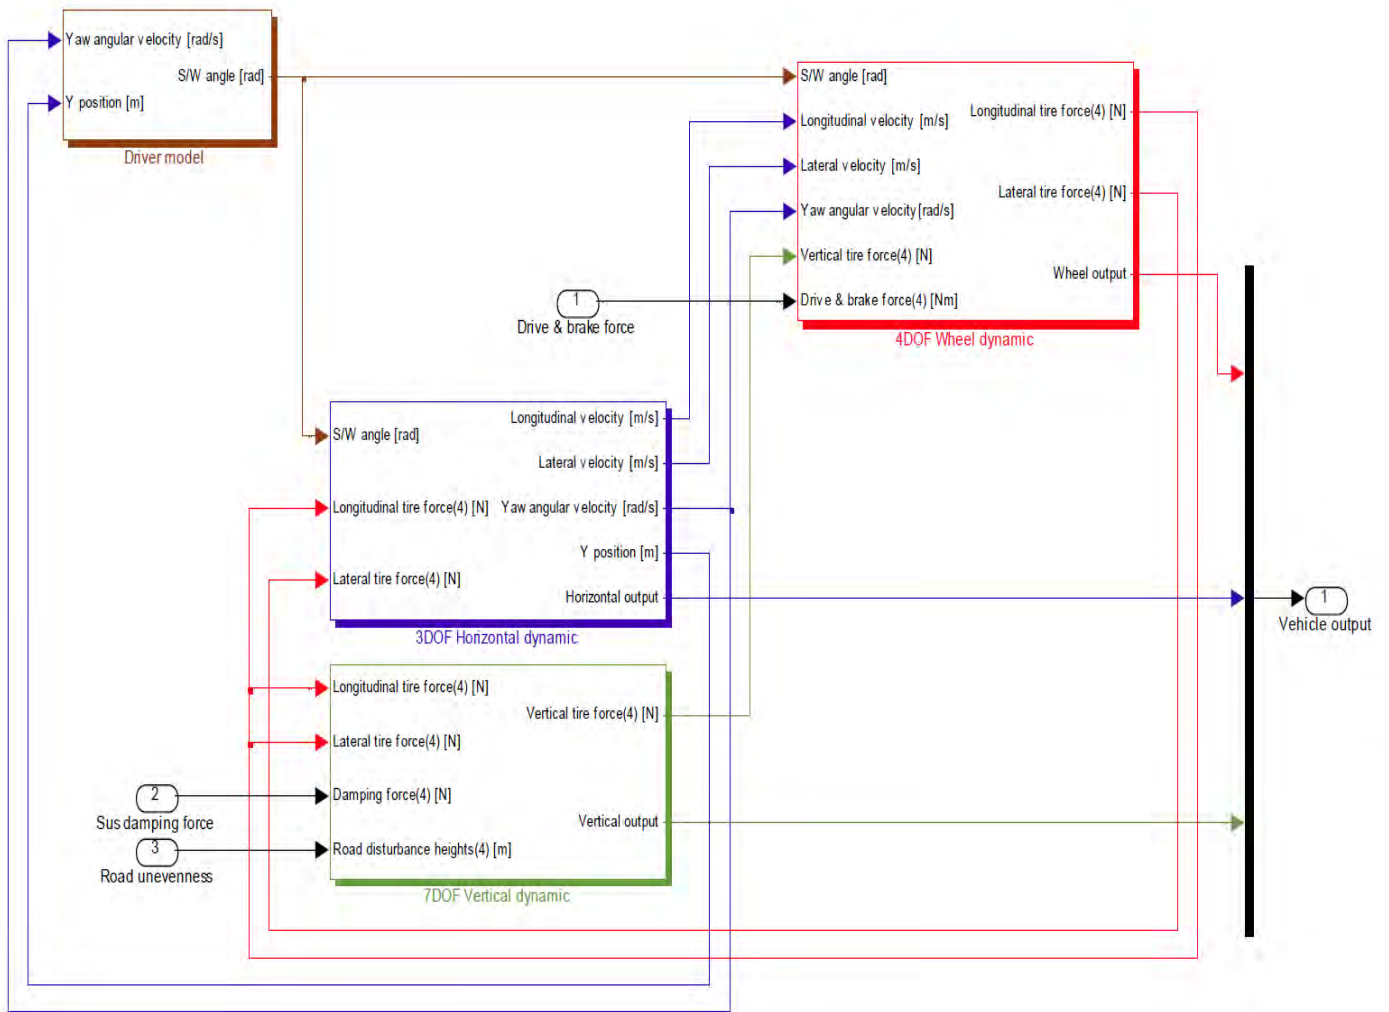 Yaw angular velocity [rad/s]
S/W angle [rad]
Y position [m]
Driver model
S/W angle [rad]
Longitudinal velocity [m/s]
Lateral velocity [m/s]
Yaw angular velocity[rad/s]
Vertical tire force(4) [N]
Drive & brake force(4) [Nm]
Longitudinal tire force(4) [N]
Lateral tire force(4) [N]
Wheel output
4DOF Wheel dynamic
1
Drive & brake force
S/W angle [rad]
Longitudinal tire force(4) [N]
Lateral tire force(4) [N]
Longitudinal velocity [m/s]
Lateral velocity [m/s]
Yaw angular velocity [rad/s]
Y position [m]
Horizontal output
3DOF Horizontal dynamic
1
Vehicle output
Longitudinal tire force(4) [N]
Lateral tire force(4) [N]
Damping force(4) [N]
Road disturbance heights(4) [m]
Vertical tire force(4) [N]
Vertical output
7DOF Vertical dynamic
2
Sus damping force
3
Road unevenness